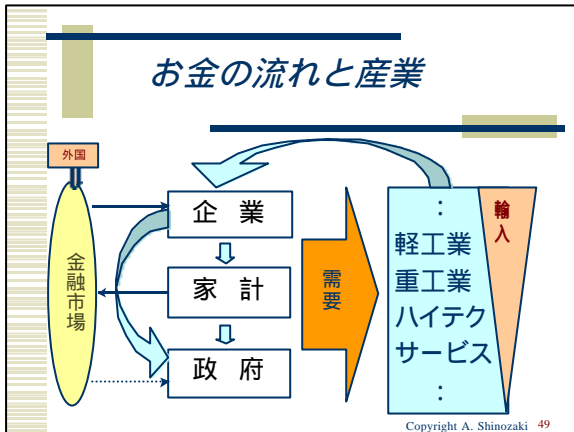 お金の流れと産業
外国
金融市場
企 業
家 計
政 府
需要
:
軽工業
重工業
ハイテク
サービス
:
輸入
Copyright A. Shinozaki 49